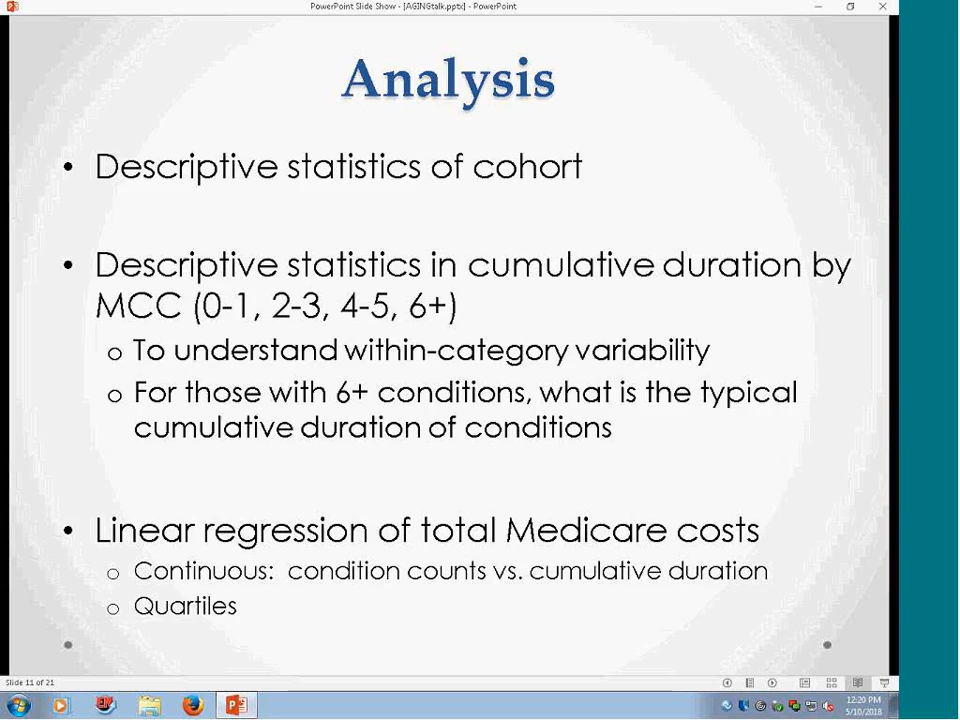 PowerPoint Slide Show - [AGINGtalk.pptx] - PowerPoint
Analysis
• Descriptive statistics of cohort
• Descriptive statistics in cumulative duration by
MCC (0-1, 2-3, 4-5, 6+)
o To understand within-category variability
o For those with 6+ conditions, what is the typical
cumulative duration of conditions
• Linear regression of total Medicare costs
o Continuous: condition counts vs. cumulative duration
o Quartiles
Slide 11 of 21
12:20 PM
5/10/2018